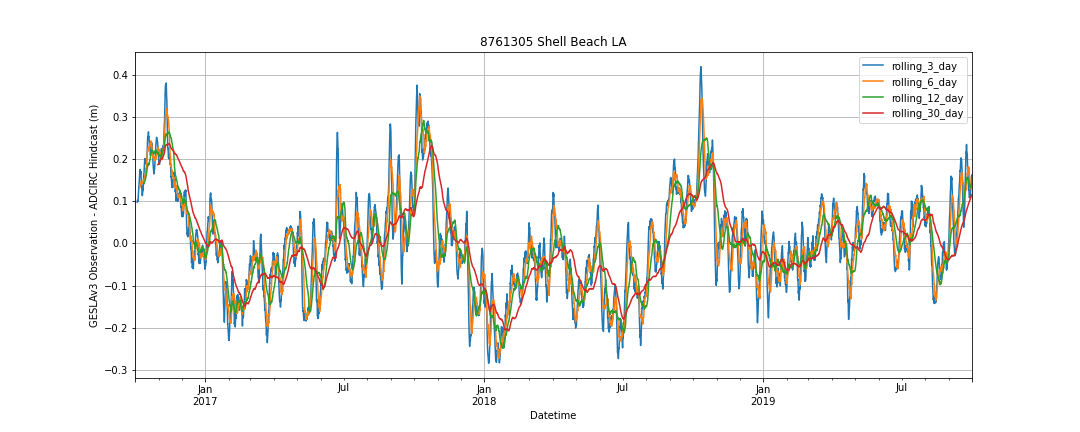 8761305 Shell Beach LA
rolling_3_day
rolling_6_day
rolling_12_day
rolling_30_day
GESLAv3 Observation - ADCIRC Hindcast (m)
0.4
0.3
0.2
0.1
0.0
−0.1
−0.2
−0.3
Jan
2017
Jul
Jan
2018
Jul
Jan
2019
Jul
Datetime